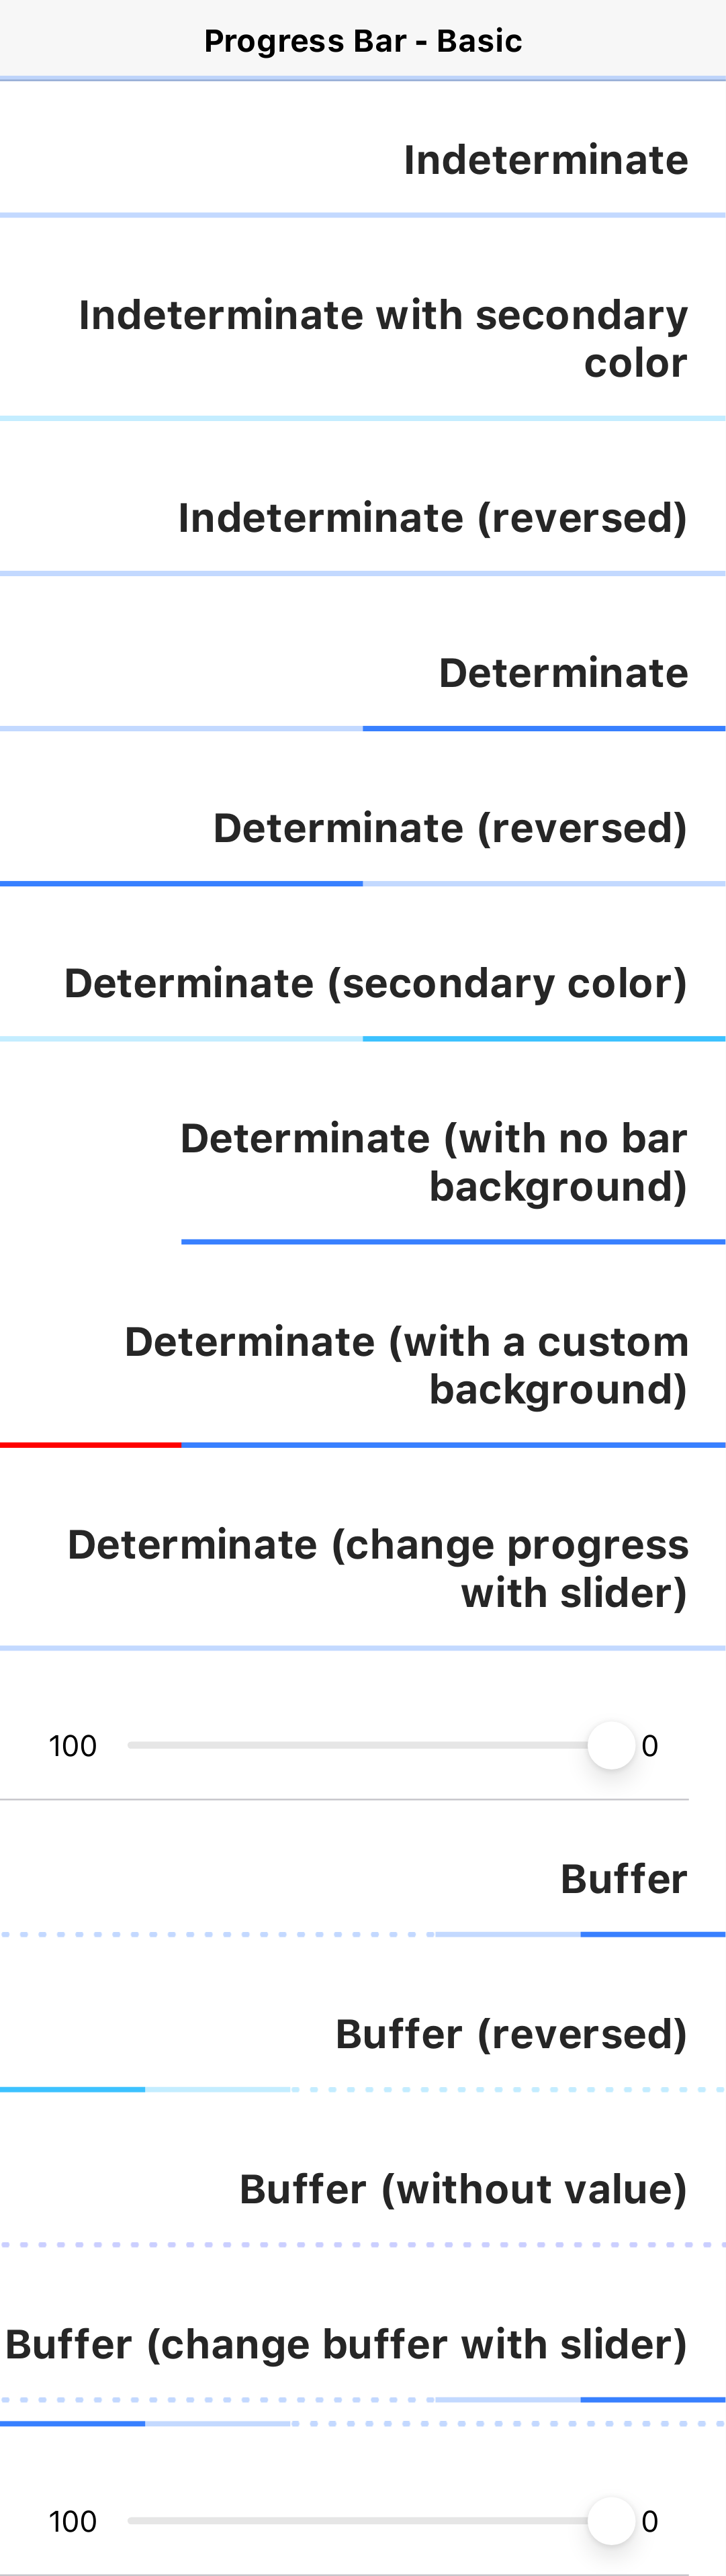 Progress Bar - Basic
Indeterminate
Indeterminate with secondary
color
Indeterminate (reversed)
Determinate
Determinate (reversed)
Determinate (secondary color)
Determinate (with no bar
background)
Determinate (with a custom
background)
Determinate (change progress
with slider)
100 0
Buffer
Buffer (reversed)
Buffer (without value)
Buffer (change buffer with slider)
100 0